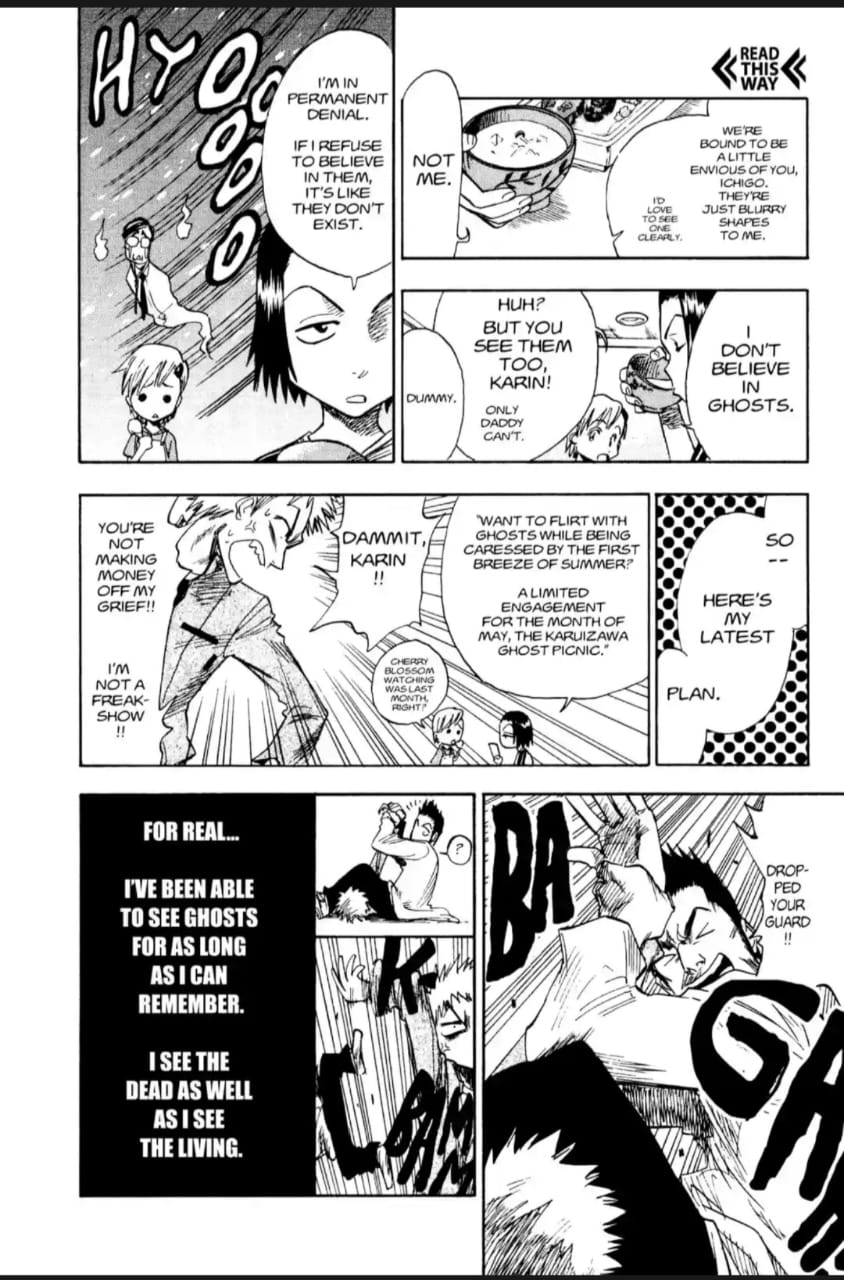 READ
THIS
WAY
WE'RE
BOUND TO BE
A LITTLE
ENVIOUS OF YOU,
ICHIGO.
THEY'RE
JUST BLURRY
SHAPES
TO ME.
I'D
LOVE
TO SEE
ONE
CLEARLY.
NOT
ME.
I
DON'T
BELIEVE
IN
GHOSTS.
HUH?
BUT YOU
SEE THEM
TOO,
KARIN!
ONLY
DADDY
CAN'T.
DUMMY.
I'M IN
PERMANENT
DENIAL.
IF I REFUSE
TO BELIEVE
IN THEM,
IT'S LIKE
THEY DON'T
EXIST.
HYOOOOOO
SO
--
HERE'S
MY
LATEST
PLAN.
"WANT TO FLIRT WITH
GHOSTS WHILE BEING
CARESSED BY THE FIRST
BREEZE OF SUMMER?
A LIMITED
ENGAGEMENT
FOR THE MONTH OF
MAY, THE KARUIZAWA
GHOST PICNIC."
CHERRY
BLOSSOM
WATCHING
WAS LAST
MONTH,
RIGHT?
DAMMIT,
KARIN
!!
YOU'RE
NOT
MAKING
MONEY
OFF MY
GRIEF!!
I'M
NOT A
FREAK-
SHOW
!!
DROP-
PED
YOUR
GUARD
!!
BA
GAA
?
K-
BAM
BAM
FOR REAL...
I'VE BEEN ABLE
TO SEE GHOSTS
FOR AS LONG
AS I CAN
REMEMBER.
I SEE THE
DEAD AS WELL
AS I SEE
THE LIVING.